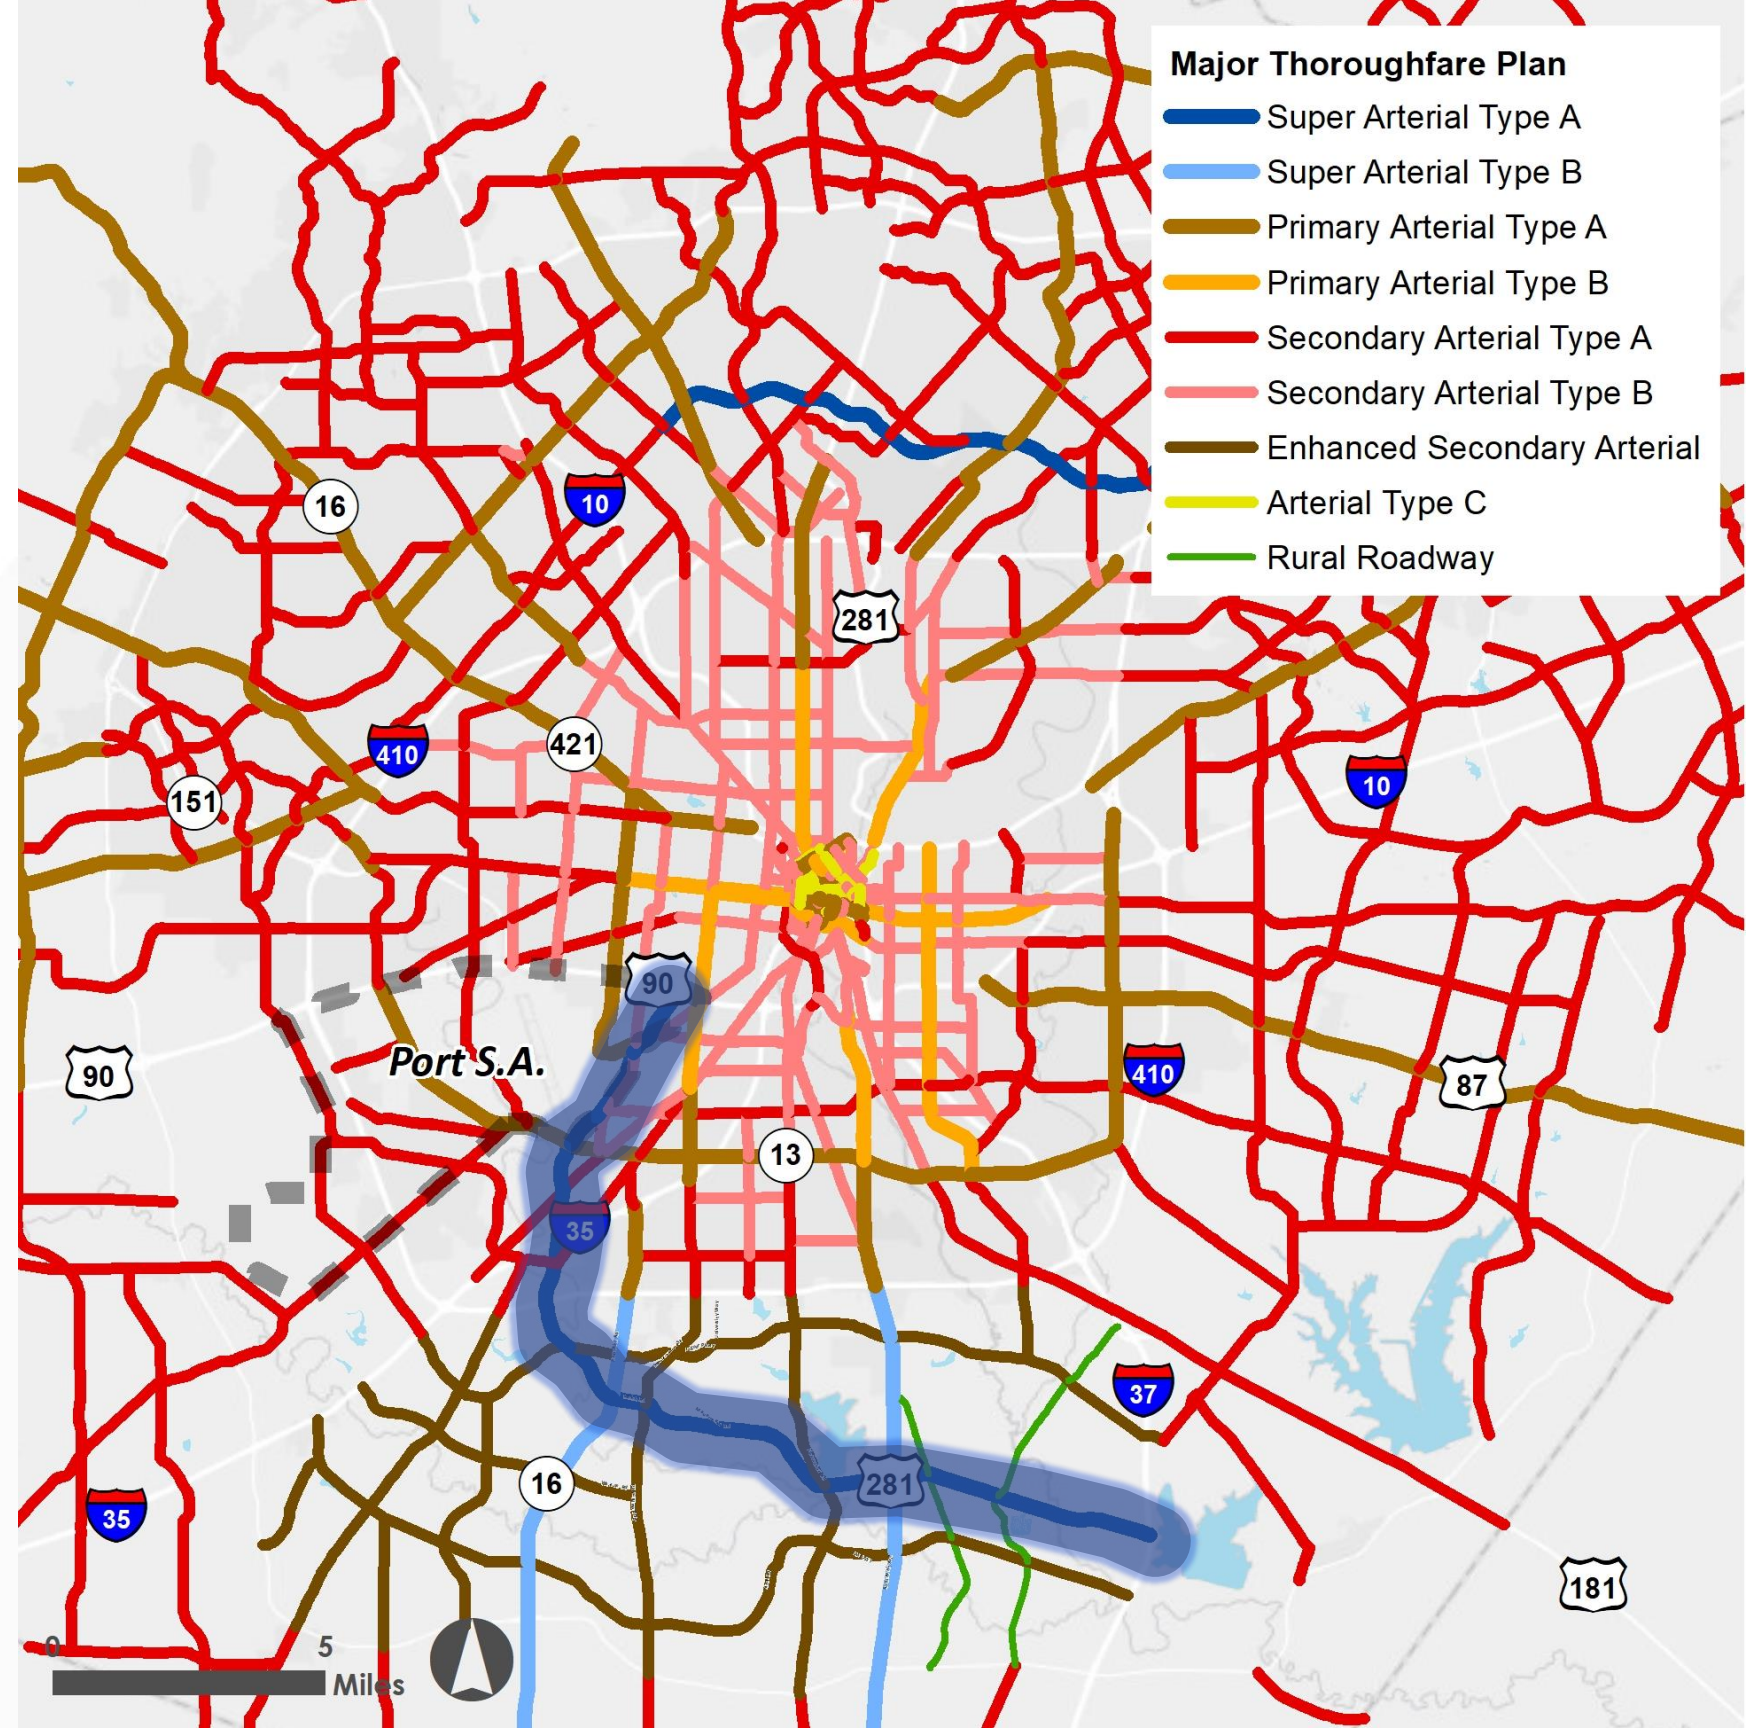 Major Thoroughfare Plan
Super Arterial Type A
Super Arterial Type B
Primary Arterial Type A
Primary Arterial Type B
Secondary Arterial Type A
Secondary Arterial Type B
Enhanced Secondary Arterial
Arterial Type C
Rural Roadway
16
10
281
410
421
151
10
90
Port S.A.
90
410
87
13
35
37
16
281
35
181
0
5
Miles